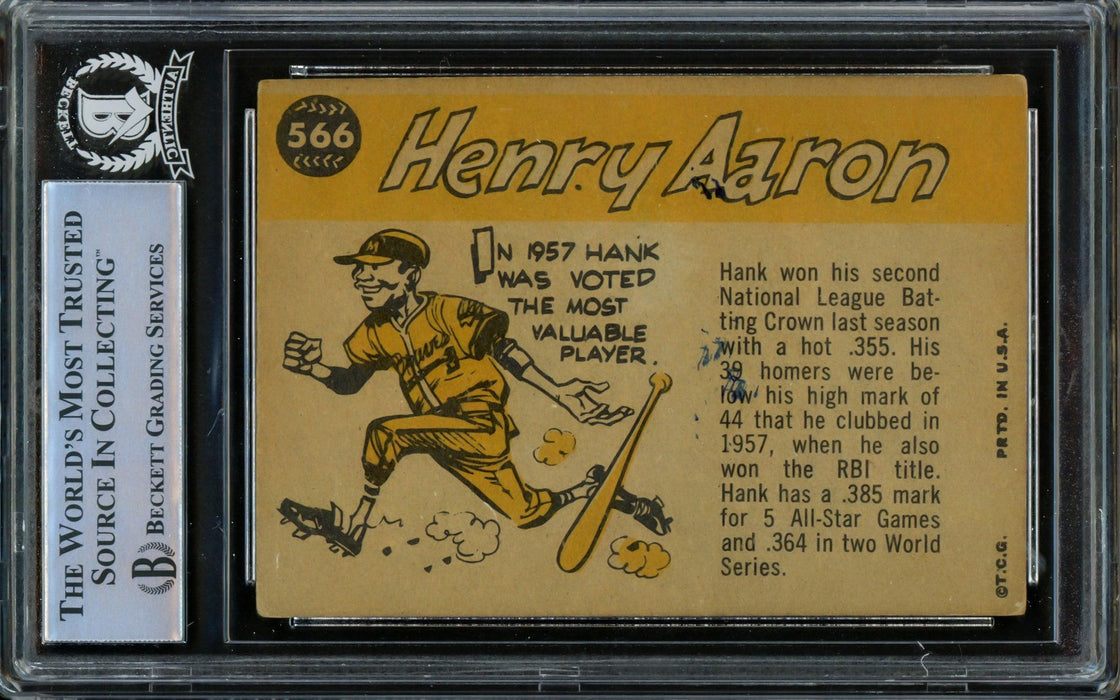 BECKETT
AUTHENTIC
B
THE WORLD'S MOST TRUSTED
SOURCE IN COLLECTING™
B BECKETT GRADING SERVICES
566
Henry Aaron
IN 1957 HANK
WAS VOTED
THE MOST
VALUABLE
PLAYER.
M
Hank won his second
National League Bat-
ting Crown last season
with a hot .355. His
39 homers were be-
low his high mark of
44 that he clubbed in
1957, when he also
won the RBI title.
Hank has a .385 mark
for 5 All-Star Games
and .364 in two World
Series.
©T.C.G. PRTD. IN U.S.A.